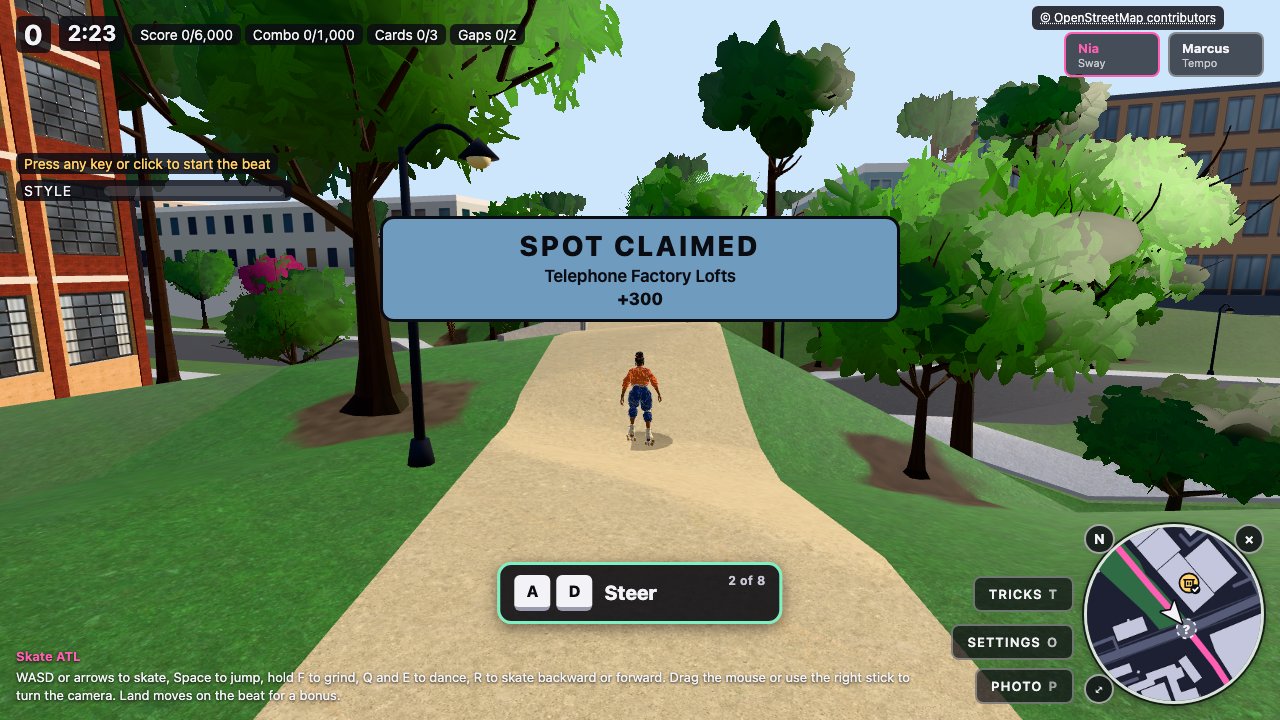 © OpenStreetMap contributors
0 2:23 Score 0/6,000 Combo 0/1,000 Cards 0/3 Gaps 0/2
Nia
Sway
Marcus
Tempo
Press any key or click to start the beat
STYLE
SPOT CLAIMED
Telephone Factory Lofts
+300
A D Steer 2 of 8
N ×
TRICKS T
SETTINGS O
PHOTO P
?
Skate ATL
WASD or arrows to skate, Space to jump, hold F to grind, Q and E to dance, R to skate backward or forward. Drag the mouse or use the right stick to
turn the camera. Land moves on the beat for a bonus.